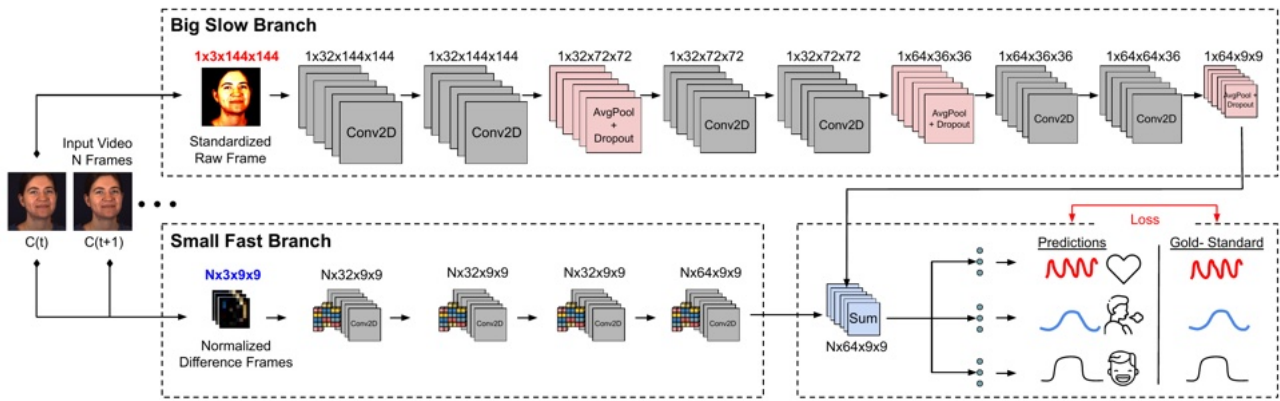 Big Slow Branch
1x3x144x144
1x32x144x144
1x32x144x144
1x32x72x72
1x32x72x72
1x32x72x72
1x64x36x36
1x64x36x36
1x64x64x36
1x64x9x9
Conv2D
Conv2D
AvgPool
+
Dropout
Conv2D
Conv2D
AvgPool
+ Dropout
Conv2D
Conv2D
AvgPool +
Dropout
Standardized
Raw Frame
Input Video
N Frames
C(t)
C(t+1)
Small Fast Branch
Nx3x9x9
Nx32x9x9
Nx32x9x9
Nx32x9x9
Nx64x9x9
Conv2D
Conv2D
Conv2D
Conv2D
Normalized
Difference Frames
Sum
Nx64x9x9
Loss
Predictions
Gold- Standard